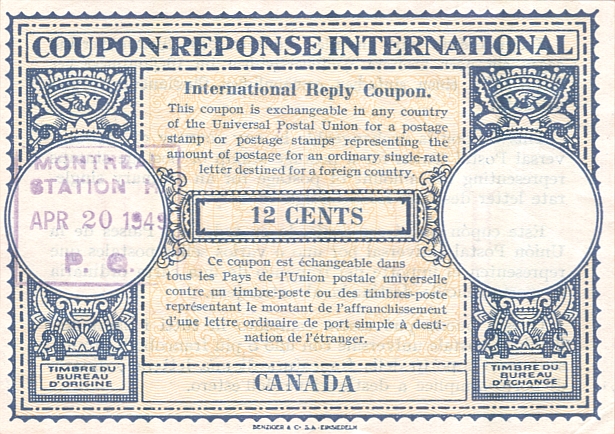 COUPON-REPONSE INTERNATIONAL
International Reply Coupon.
This coupon is exchangeable in any country
of the Universal Postal Union for a postage
stamp or postage stamps representing the
amount of postage for an ordinary single-rate
letter destined for a foreign country.
MONTREAL
STATION
APR 20 1949
P. Q.
12 CENTS
Ce coupon est échangeable dans
tous les Pays de l'Union postale universelle
contre un timbre-poste ou des timbres-poste
représentant le montant de l'affranchissement
d'une lettre ordinaire de port simple à desti-
nation de l'étranger.
TIMBRE DU
BUREAU
D'ORIGINE
CANADA
TIMBRE DU
BUREAU
D'ÉCHANGE
BENZIGER & Co S.A. EINSIEDELN